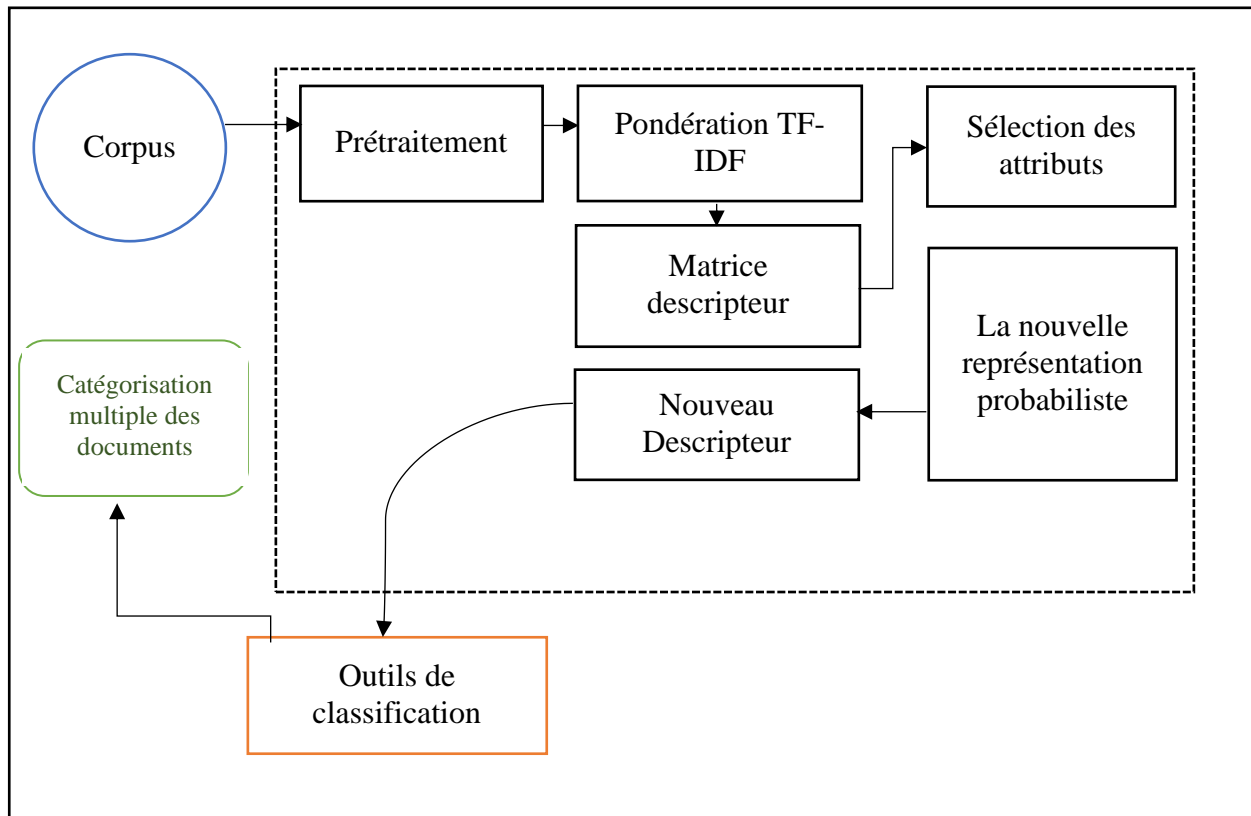 Corpus
Prétraitement
Pondération TF-
IDF
Sélection des
attributs
Matrice
descripteur
La nouvelle
représentation
probabiliste
Nouveau
Descripteur
Catégorisation
multiple des
documents
Outils de
classification